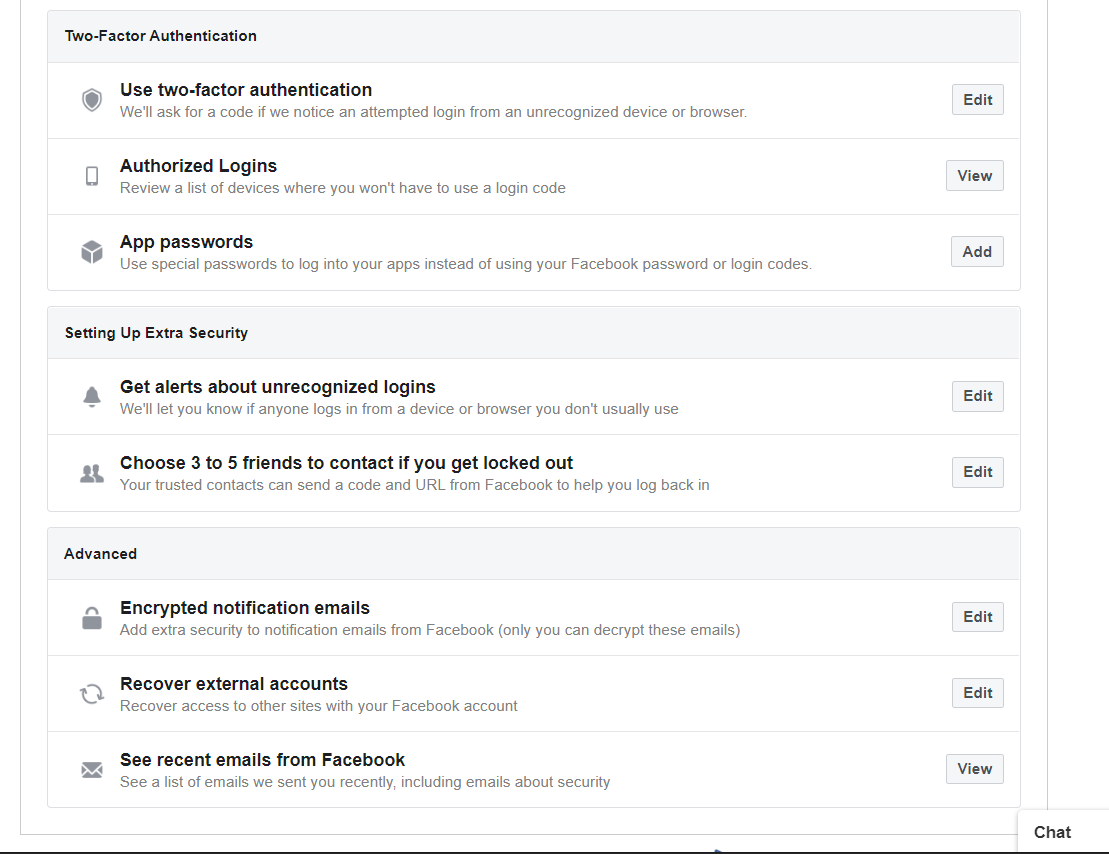 Two-Factor Authentication
Use two-factor authentication
We'll ask for a code if we notice an attempted login from an unrecognized device or browser.
Edit
Authorized Logins
Review a list of devices where you won't have to use a login code
View
App passwords
Use special passwords to log into your apps instead of using your Facebook password or login codes.
Add
Setting Up Extra Security
Get alerts about unrecognized logins
We'll let you know if anyone logs in from a device or browser you don't usually use
Edit
Choose 3 to 5 friends to contact if you get locked out
Your trusted contacts can send a code and URL from Facebook to help you log back in
Edit
Advanced
Encrypted notification emails
Add extra security to notification emails from Facebook (only you can decrypt these emails)
Edit
Recover external accounts
Recover access to other sites with your Facebook account
Edit
See recent emails from Facebook
See a list of emails we sent you recently, including emails about security
View
Chat